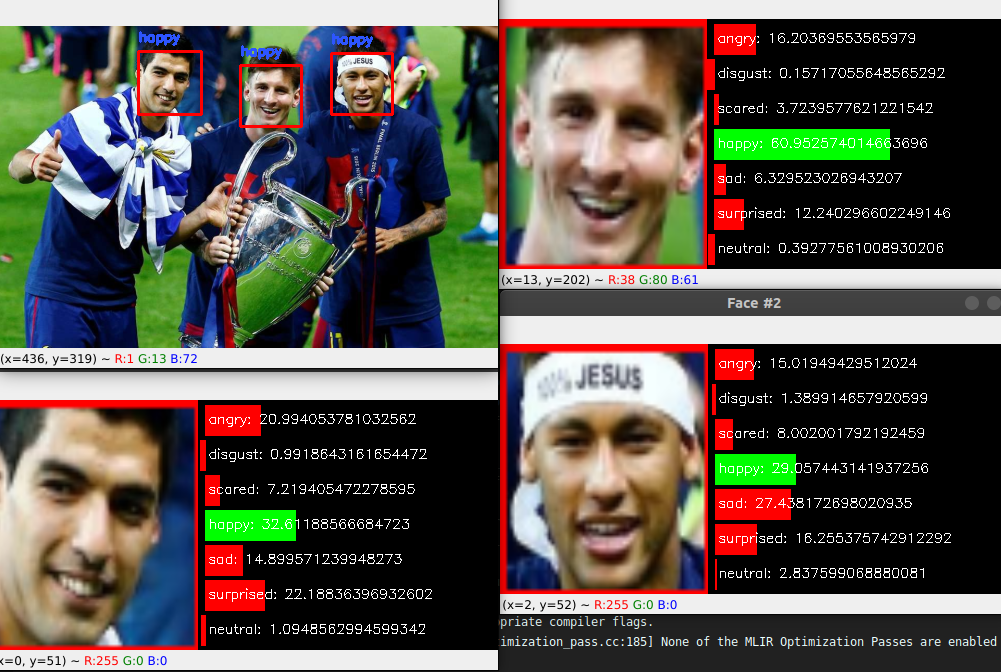 happy
happy
happy
100% JESUS
(x=436, y=319) ~ R:1 G:13 B:72
angry: 16.20369553565979
disgust: 0.15717055648565292
scared: 3.7239577621221542
happy: 60.952574014663696
sad: 6.329523026943207
surprised: 12.240296602249146
neutral: 0.39277561008930206
(x=13, y=202) ~ R:38 G:80 B:61
Face #2
100% JESUS
angry: 15.01949429512024
disgust: 1.389914657920599
scared: 8.002001792192459
happy: 29.057443141937256
sad: 27.438172698020935
surprised: 16.255375742912292
neutral: 2.837599068880081
(x=2, y=52) ~ R:255 G:0 B:0
angry: 20.994053781032562
disgust: 0.9918643161654472
scared: 7.219405472278595
happy: 32.61188566684723
sad: 14.899571239948273
surprised: 22.18836396932602
neutral: 1.0948562994599342
x=0, y=51) ~ R:255 G:0 B:0
priate compiler flags.
imization_pass.cc:185] None of the MLIR Optimization Passes are enabled